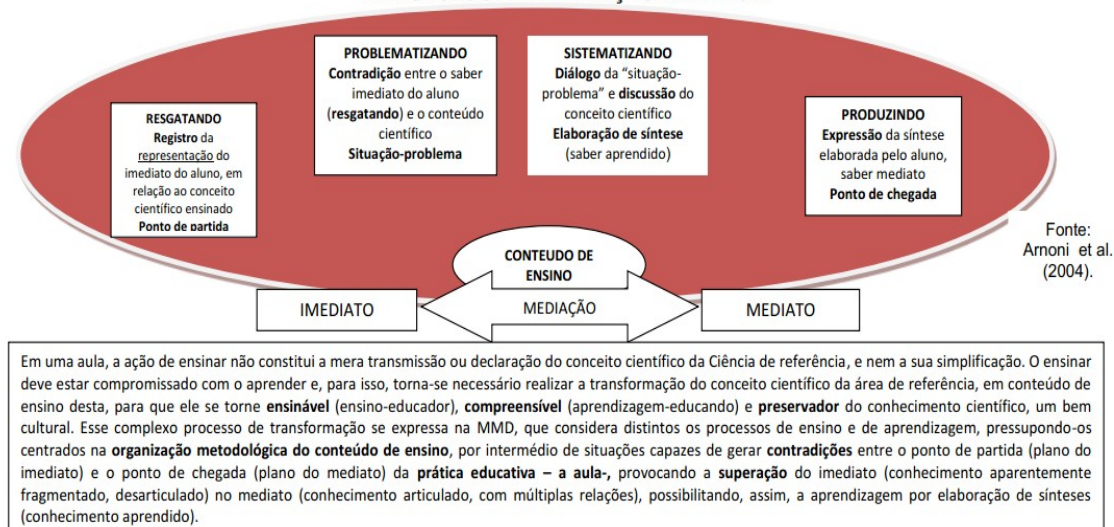 PROBLEMATIZANDO
Contradição entre o saber
imediato do aluno
(resgatando) e o conteúdo
científico
Situação-problema
SISTEMATIZANDO
Diálogo da “situação-
problema” e discussão do
conceito científico
Elaboração de síntese
(saber aprendido)
RESGATANDO
Registro da
representação do
imediato do aluno, em
relação ao conceito
científico ensinado
Ponto de partida
PRODUZINDO
Expressão da síntese
elaborada pelo aluno,
saber mediato
Ponto de chegada
Fonte:
Arnoni et al.
(2004).
CONTEUDO DE
ENSINO
IMEDIATO
MEDIAÇÃO
MEDIATO
Em uma aula, a ação de ensinar não constitui a mera transmissão ou declaração do conceito científico da Ciência de referência, e nem a sua simplificação. O ensinar
deve estar compromissado com o aprender e, para isso, torna-se necessário realizar a transformação do conceito científico da área de referência, em conteúdo de
ensino desta, para que ele se torne ensinável (ensino-educador), compreensível (aprendizagem-educando) e preservador do conhecimento científico, um bem
cultural. Esse complexo processo de transformação se expressa na MMD, que considera distintos os processos de ensino e de aprendizagem, pressupondo-os
centrados na organização metodológica do conteúdo de ensino, por intermédio de situações capazes de gerar contradições entre o ponto de partida (plano do
imediato) e o ponto de chegada (plano do mediato) da prática educativa – a aula-, provocando a superação do imediato (conhecimento aparentemente
fragmentado, desarticulado) no mediato (conhecimento articulado, com múltiplas relações), possibilitando, assim, a aprendizagem por elaboração de sínteses
(conhecimento aprendido).